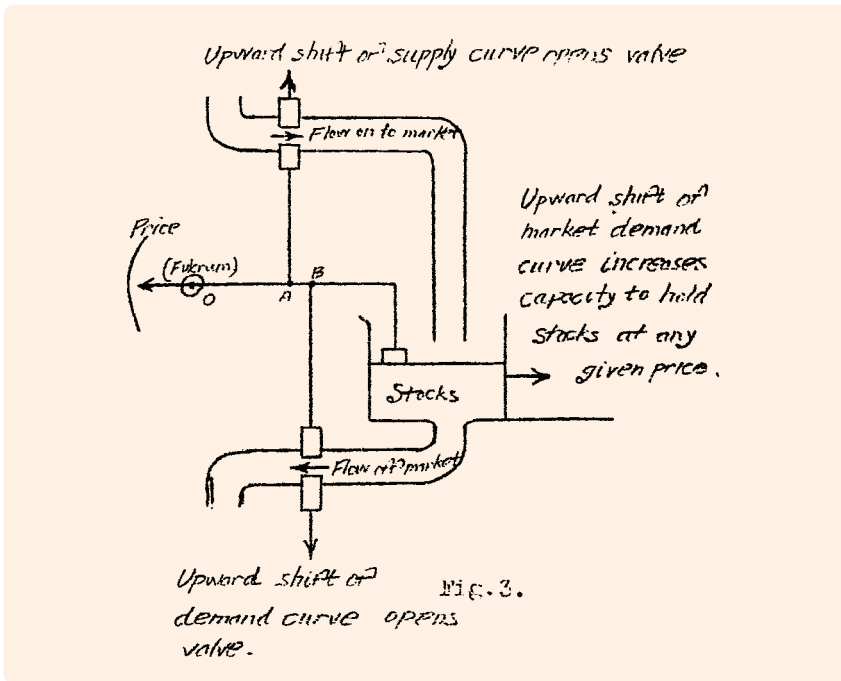 Upward shift of supply curve opens valve
Flow on to market
Price
(Fulcrum)
O
A
B
Upward shift of
market demand
curve increases
capacity to hold
stocks at any
given price.
Stocks
Flow off market
Upward shift of
demand curve opens
valve.
Fig.3.